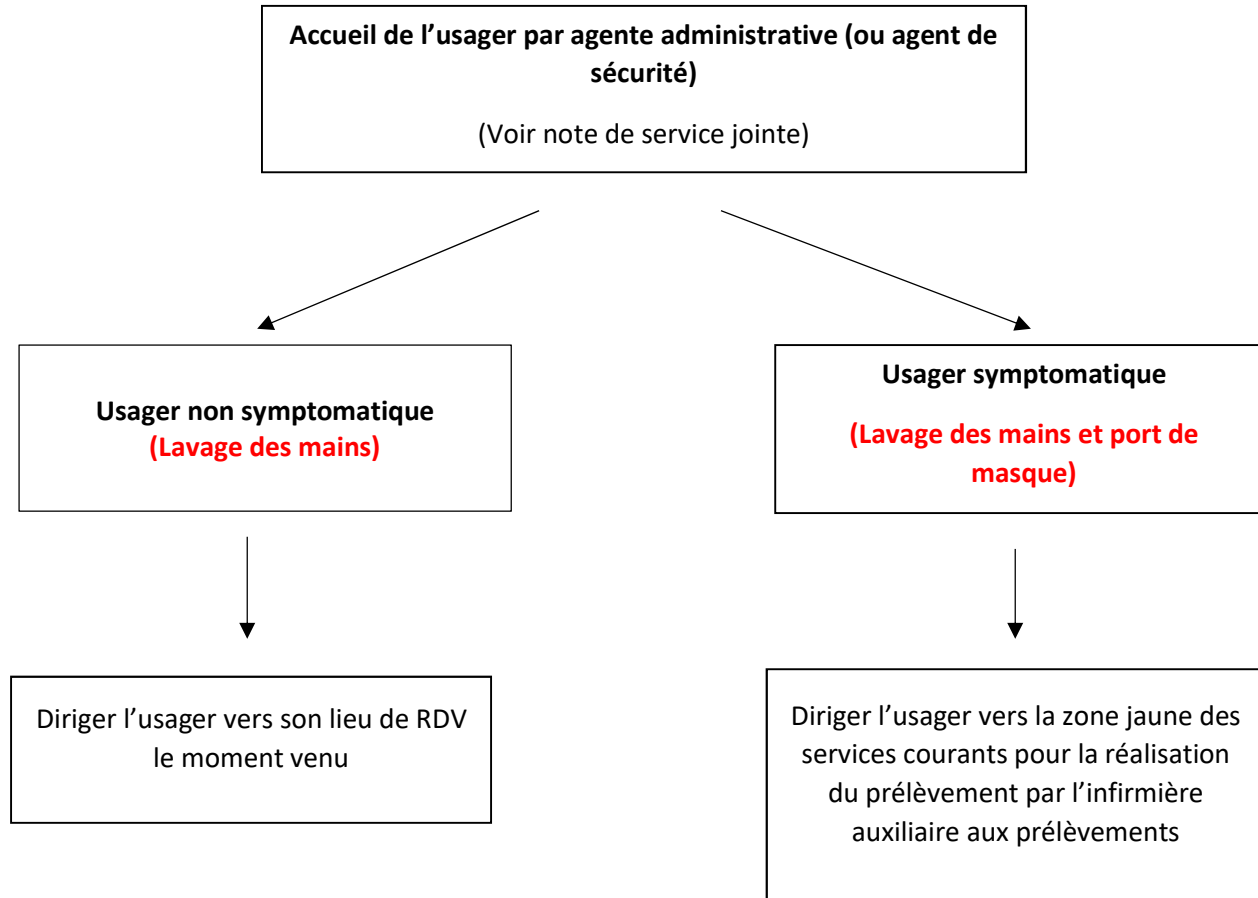 Accueil de l’usager par agente administrative (ou agent de
sécurité)
(Voir note de service jointe)
Usager non symptomatique
(Lavage des mains)
Usager symptomatique
(Lavage des mains et port de
masque)
Diriger l’usager vers son lieu de RDV
le moment venu
Diriger l’usager vers la zone jaune des
services courants pour la réalisation
du prélèvement par l’infirmière
auxiliaire aux prélèvements